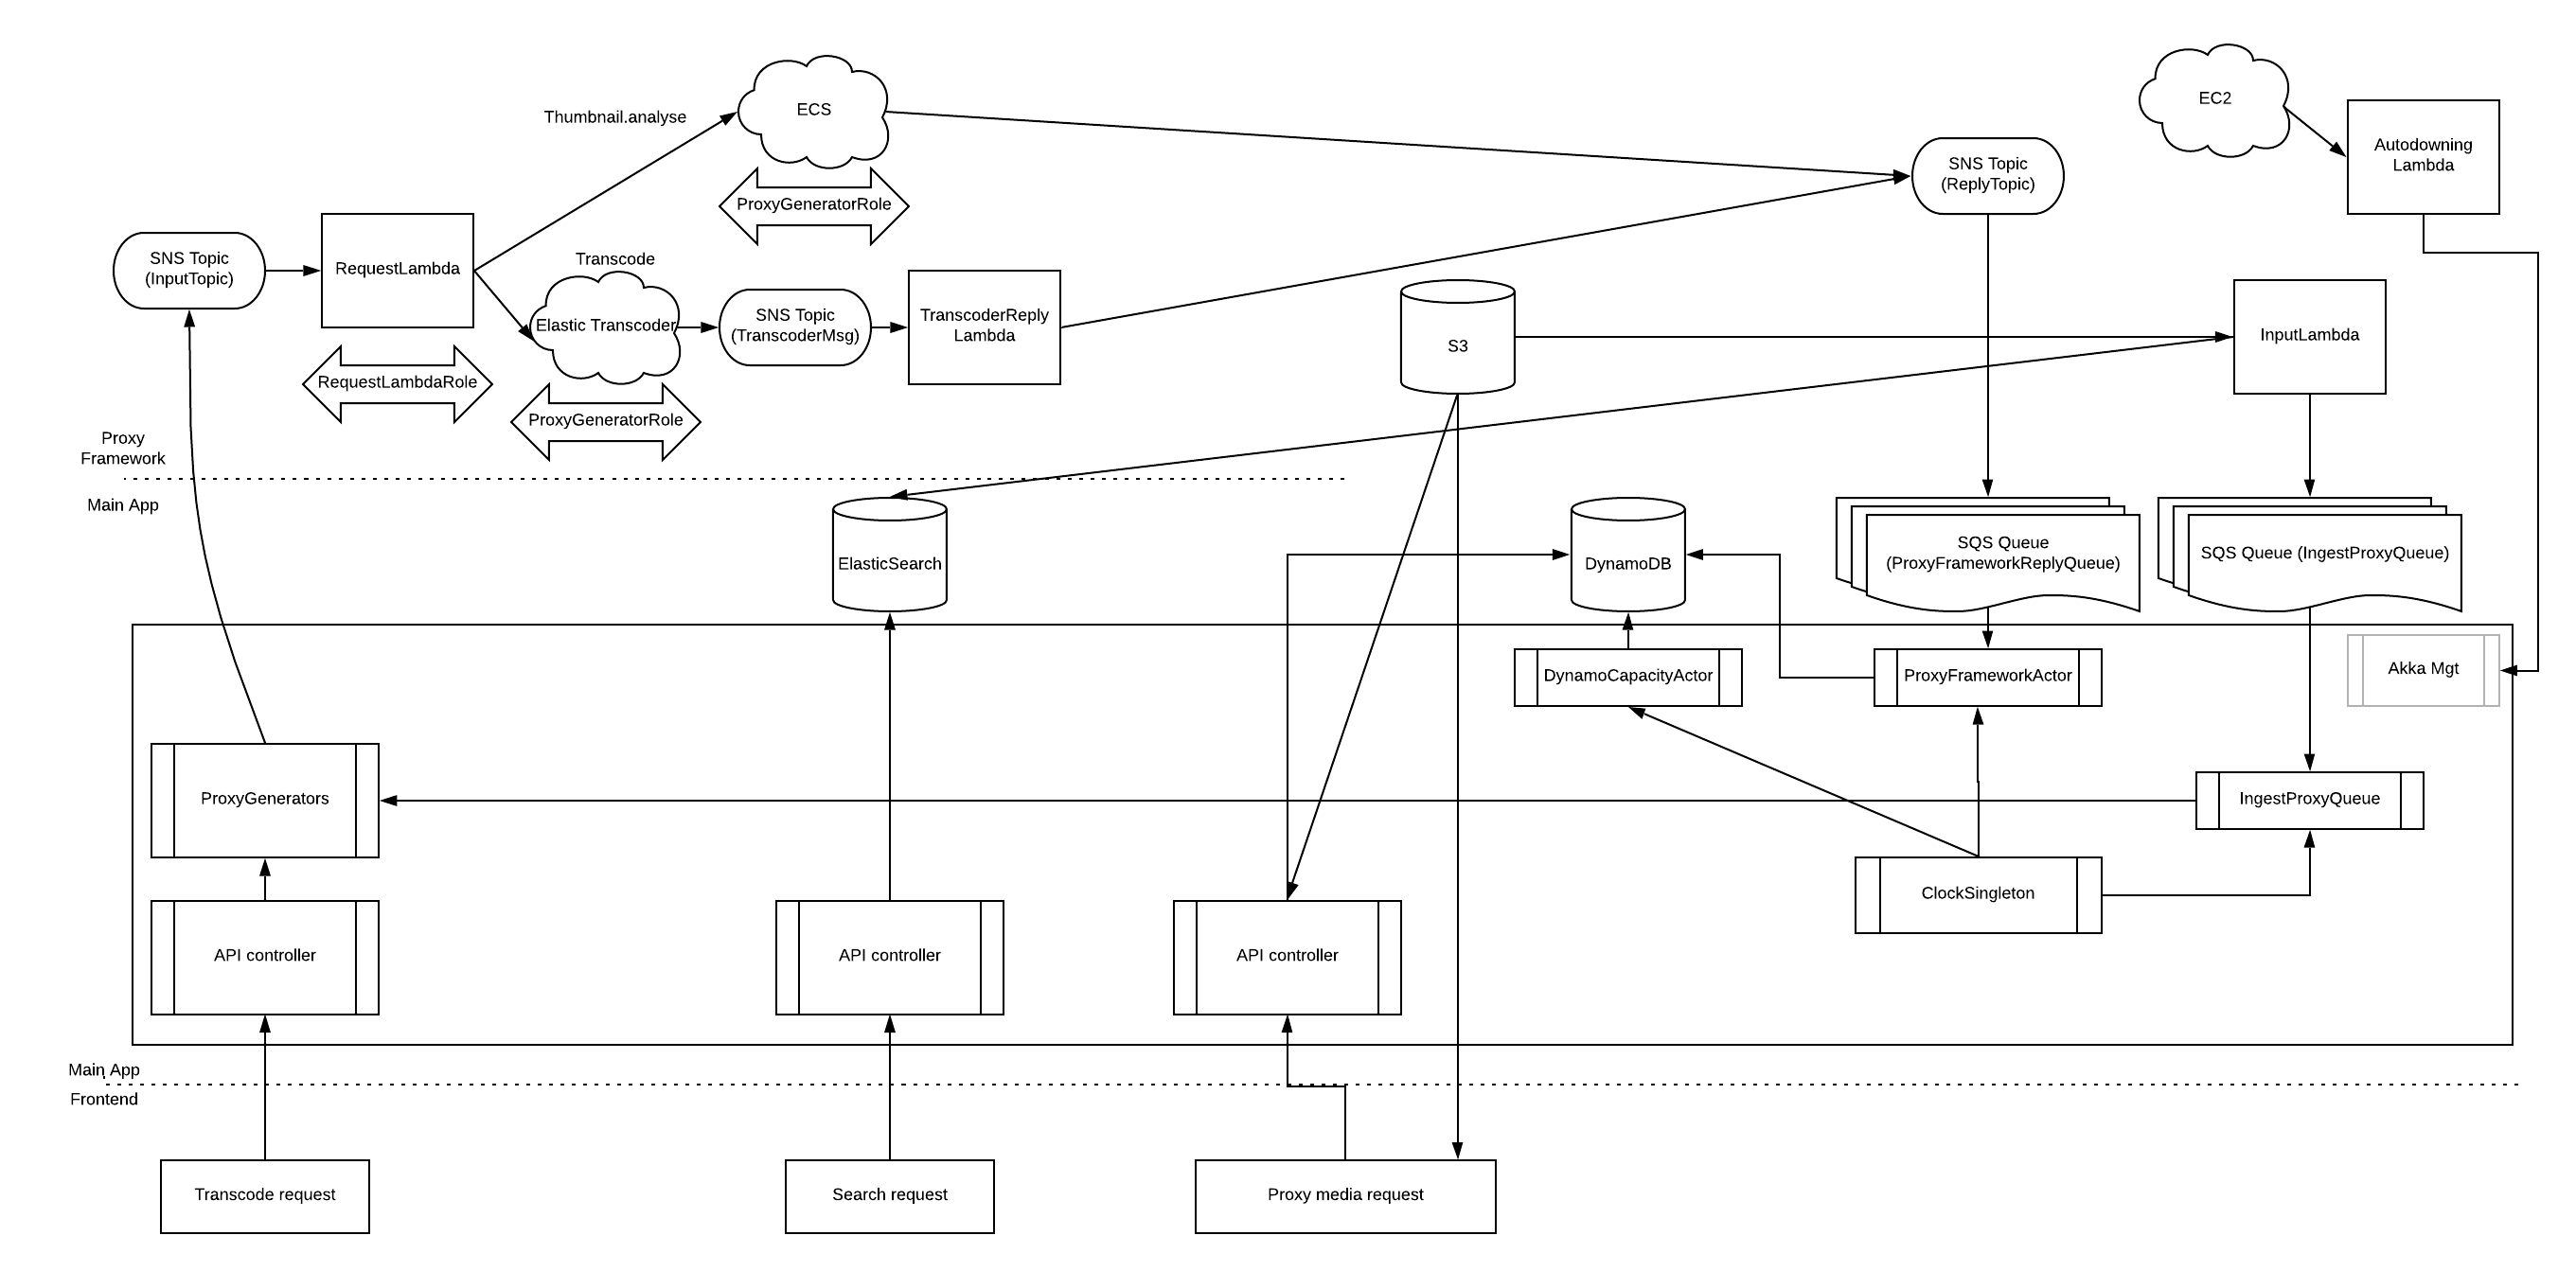 ECS
EC2
Thumbnail.analyse
Autodowning
Lambda
SNS Topic
(ReplyTopic)
ProxyGeneratorRole
SNS Topic
(InputTopic)
RequestLambda
Transcode
Elastic Transcoder
SNS Topic
(TranscoderMsg)
TranscoderReply
Lambda
S3
InputLambda
RequestLambdaRole
ProxyGeneratorRole
Proxy
Framework
Main App
ElasticSearch
DynamoDB
SQS Queue
(ProxyFrameworkReplyQueue)
SQS Queue (IngestProxyQueue)
DynamoCapacityActor
ProxyFrameworkActor
Akka Mgt
ProxyGenerators
IngestProxyQueue
ClockSingleton
API controller
API controller
API controller
Main App
Frontend
Transcode request
Search request
Proxy media request